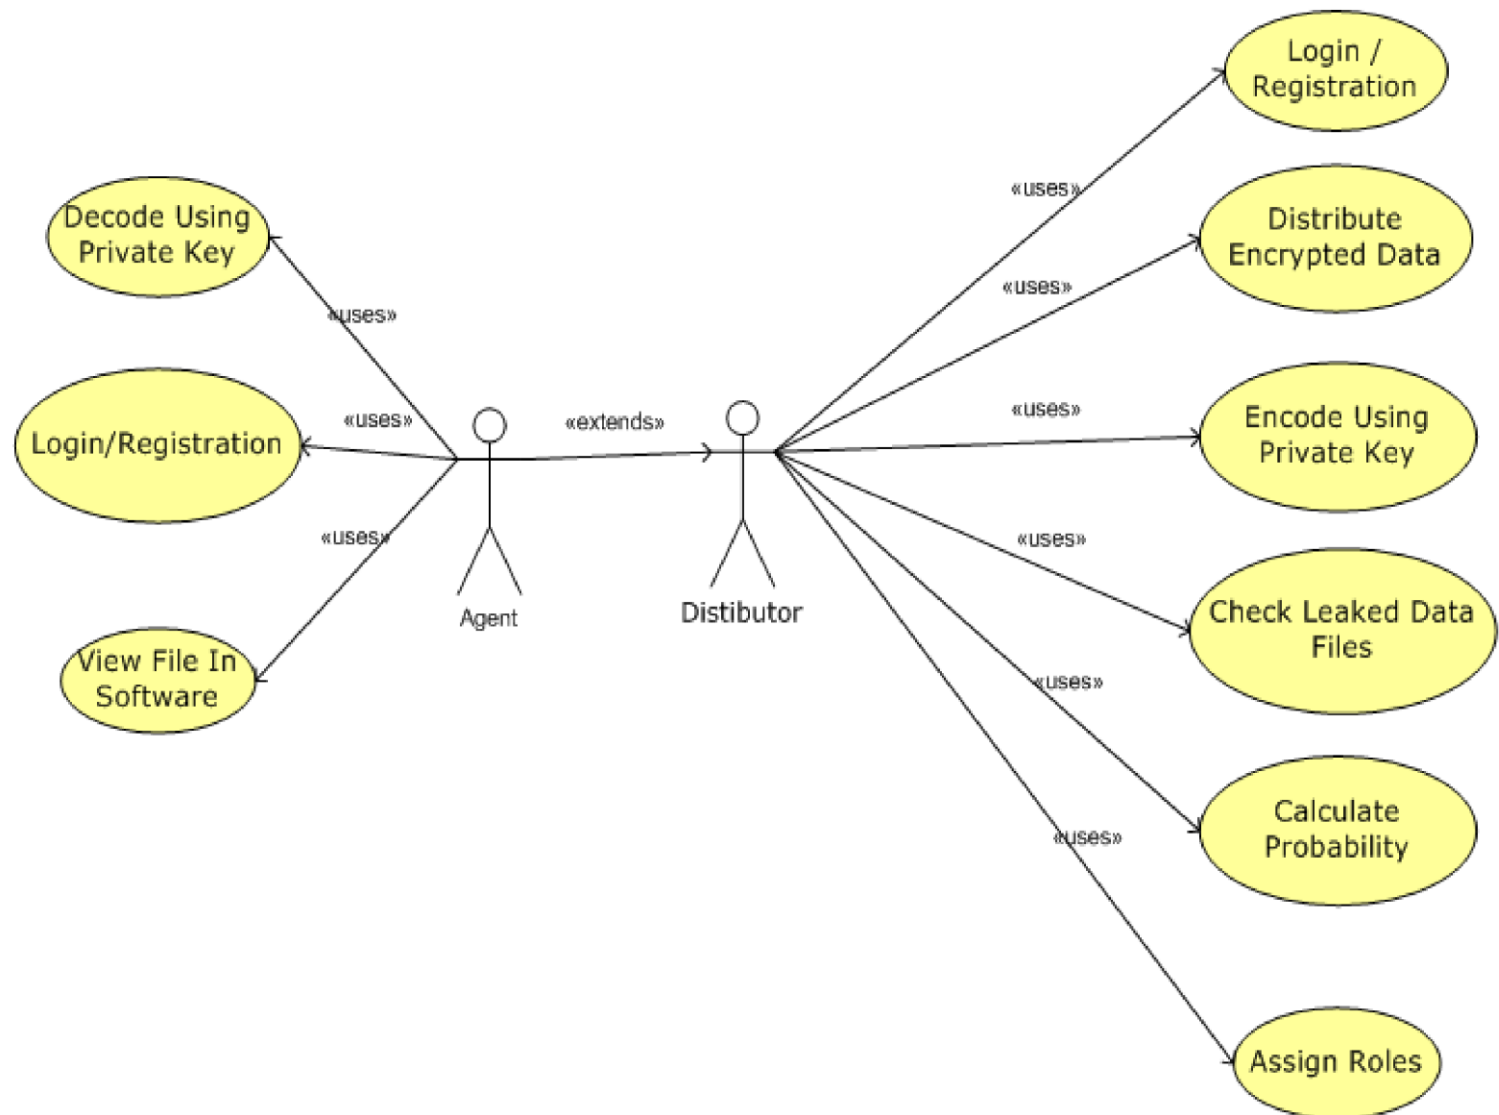 Login /
Registration
«uses»
Distribute
Encrypted Data
«uses»
Decode Using
Private Key
«uses»
«uses»
Encode Using
Private Key
«uses»
Login/Registration
«extends»
«uses»
«uses»
Agent
Distibutor
Check Leaked Data
Files
View File In
Software
«uses»
Calculate
Probability
«uses»
Assign Roles